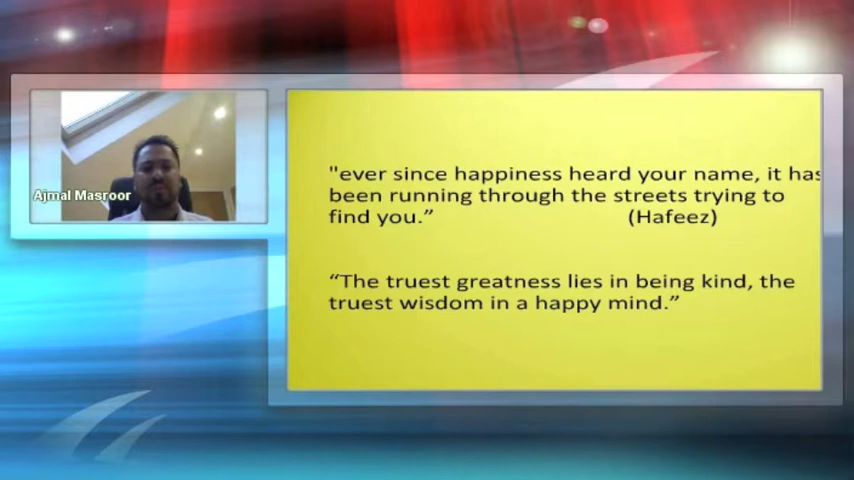 Ajmal Masroor
"ever since happiness heard your name, it has
been running through the streets trying to
find you.” (Hafeez)
“The truest greatness lies in being kind, the
truest wisdom in a happy mind.”